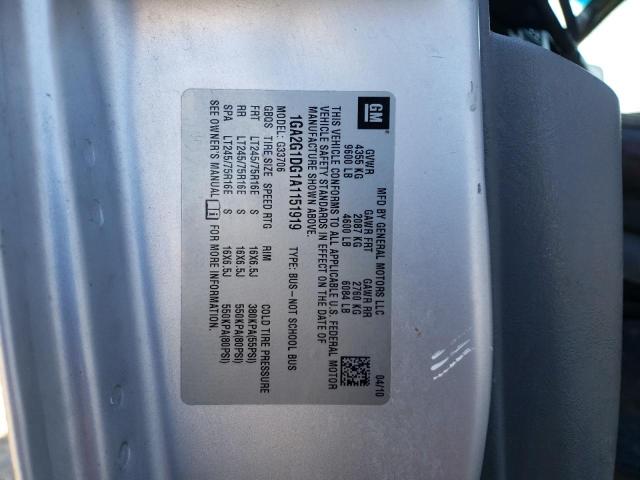 GM
MFD BY GENERAL MOTORS LLC 04/10
GVWR GAWR FRT GAWR RR
4355 KG 2087 KG 2760 KG
9600 LB 4600 LB 6084 LB
THIS VEHICLE CONFORMS TO ALL APPLICABLE U.S. FEDERAL MOTOR
VEHICLE SAFETY STANDARDS IN EFFECT ON THE DATE OF
MANUFACTURE SHOWN ABOVE.
1GA2G1DG1A1151919 TYPE: BUS-NOT SCHOOL BUS
MODEL: G33706
GBDS TIRE SIZE SPEED RTG RIM COLD TIRE PRESSURE
FRT LT245/75R16E S 16X6.5J 380KPA(55PSI)
RR LT245/75R16E S 16X6.5J 550KPA(80PSI)
SPA LT245/75R16E S 16X6.5J 550KPA(80PSI)
SEE OWNER'S MANUAL i FOR MORE INFORMATION.